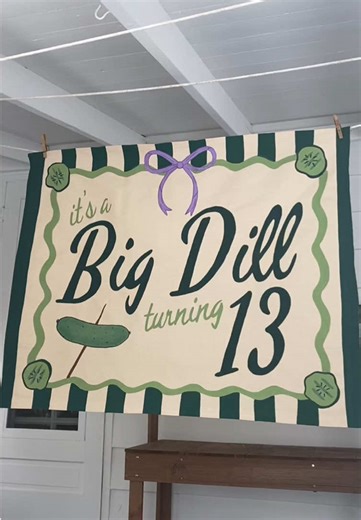 it's a
Big Dill
turning
13